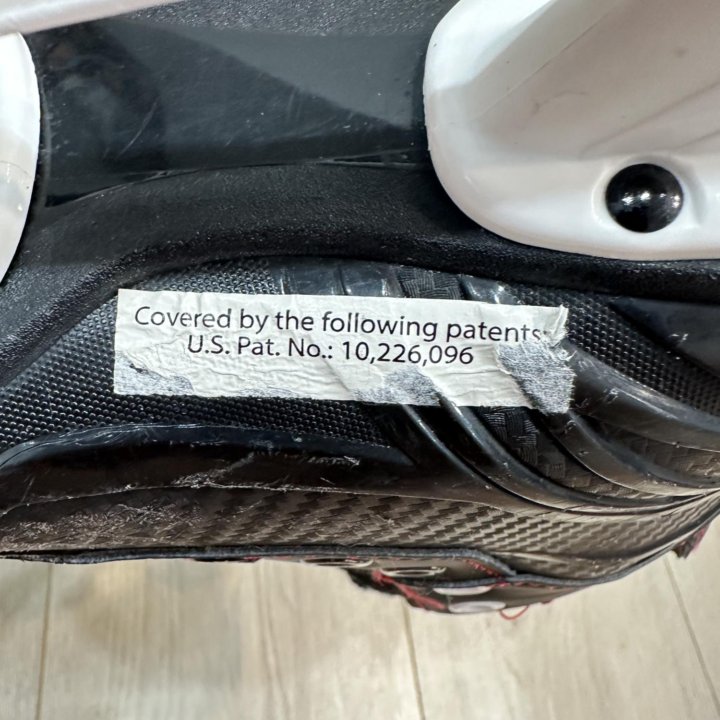 Covered by the following patents:
U.S. Pat. No.: 10,226,096